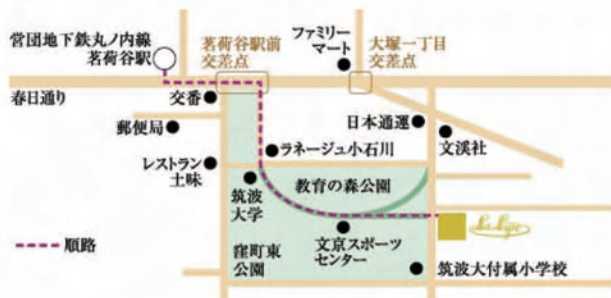 営団地下鉄丸ノ内線
茗荷谷駅
茗荷谷駅前
交差点
ファミリー
マート
大塚一丁目
交差点
春日通り
交番
郵便局
日本通運
文渓社
ラネージュ小石川
レストラン
土味
筑波
大学
教育の森公園
文京スポーツ
センター
窪町東
公園
順路
筑波大付属小学校